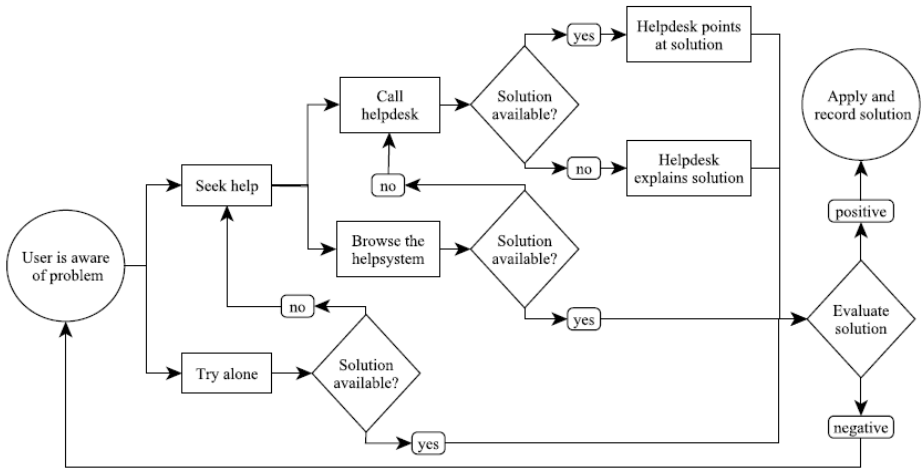 yes
Helpdesk points
at solution
Call
helpdesk
Solution
available?
Apply and
record solution
no
Helpdesk
explains solution
Seek help
no
positive
User is aware
of problem
Browse the
helpsystem
Solution
available?
no
yes
Evaluate
solution
Try alone
Solution
available?
yes
negative